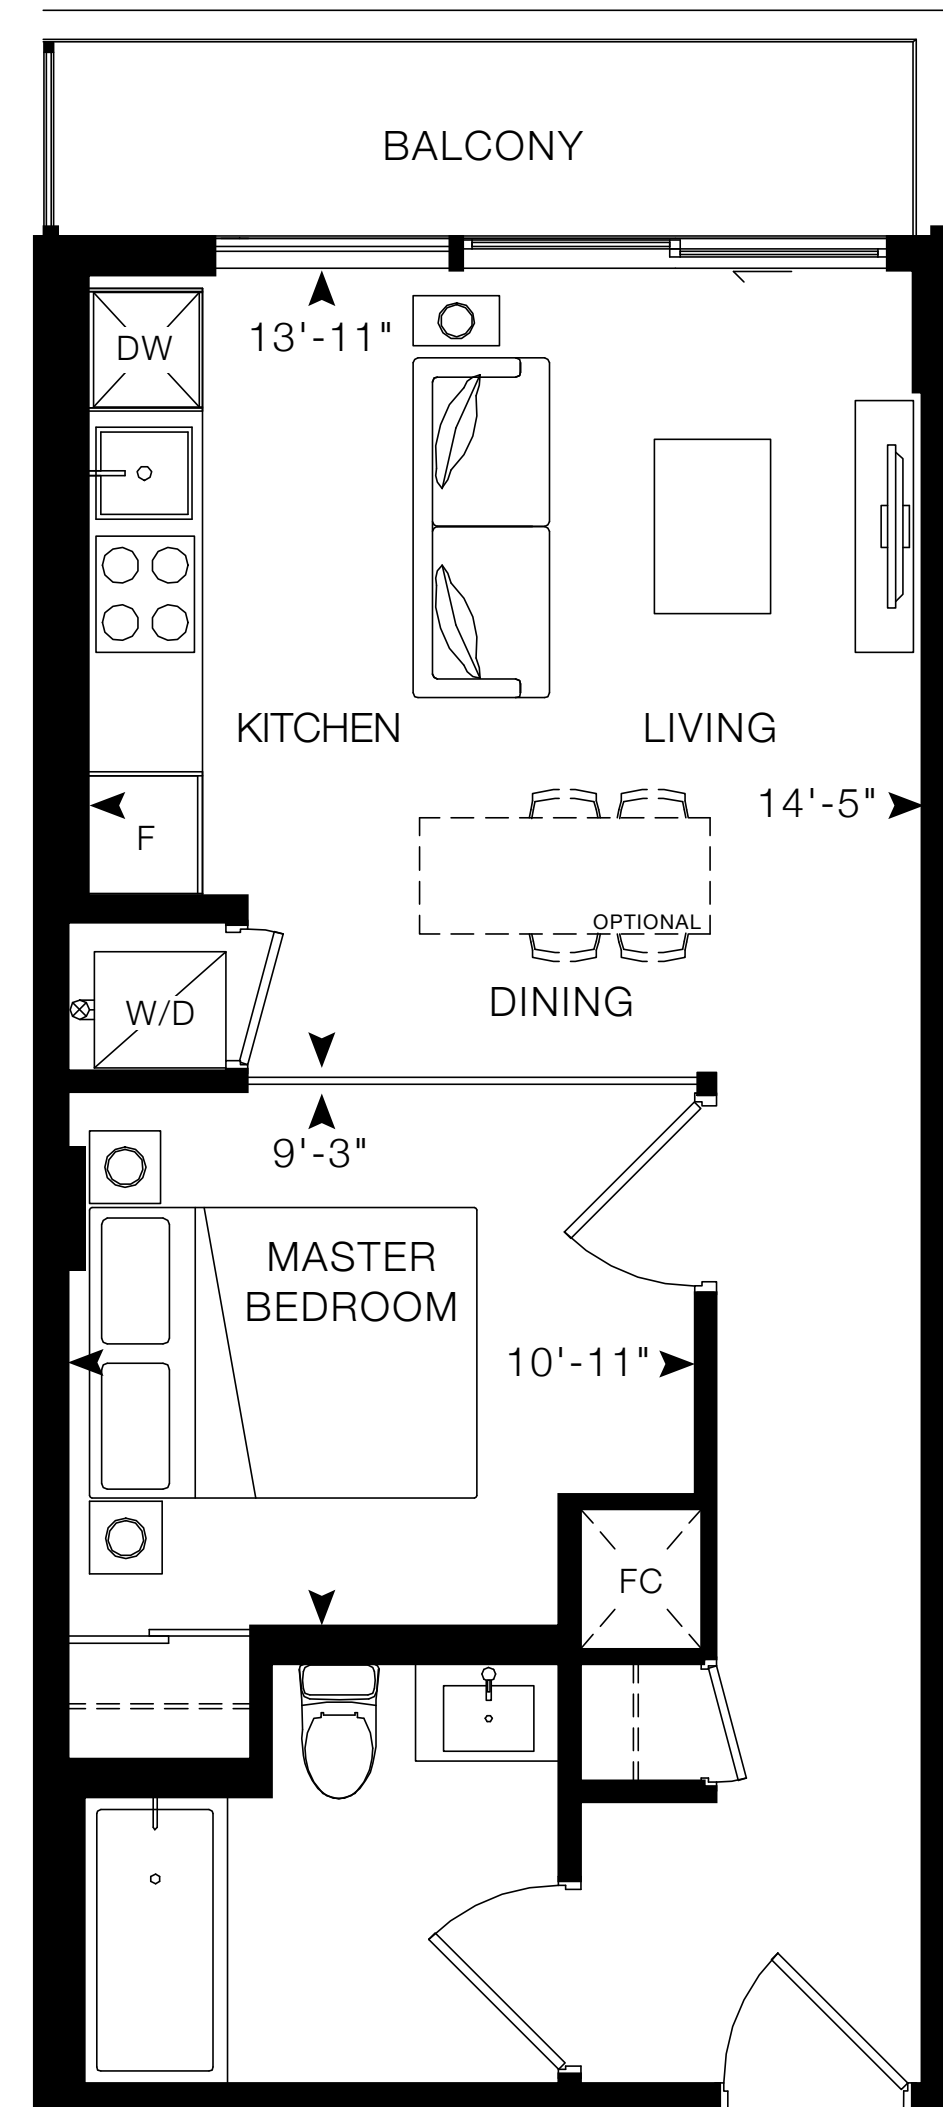 BALCONY
13'-11"
DW
KITCHEN
LIVING
14'-5"
F
OPTIONAL
DINING
W/D
9'-3"
MASTER
BEDROOM
10'-11"
FC